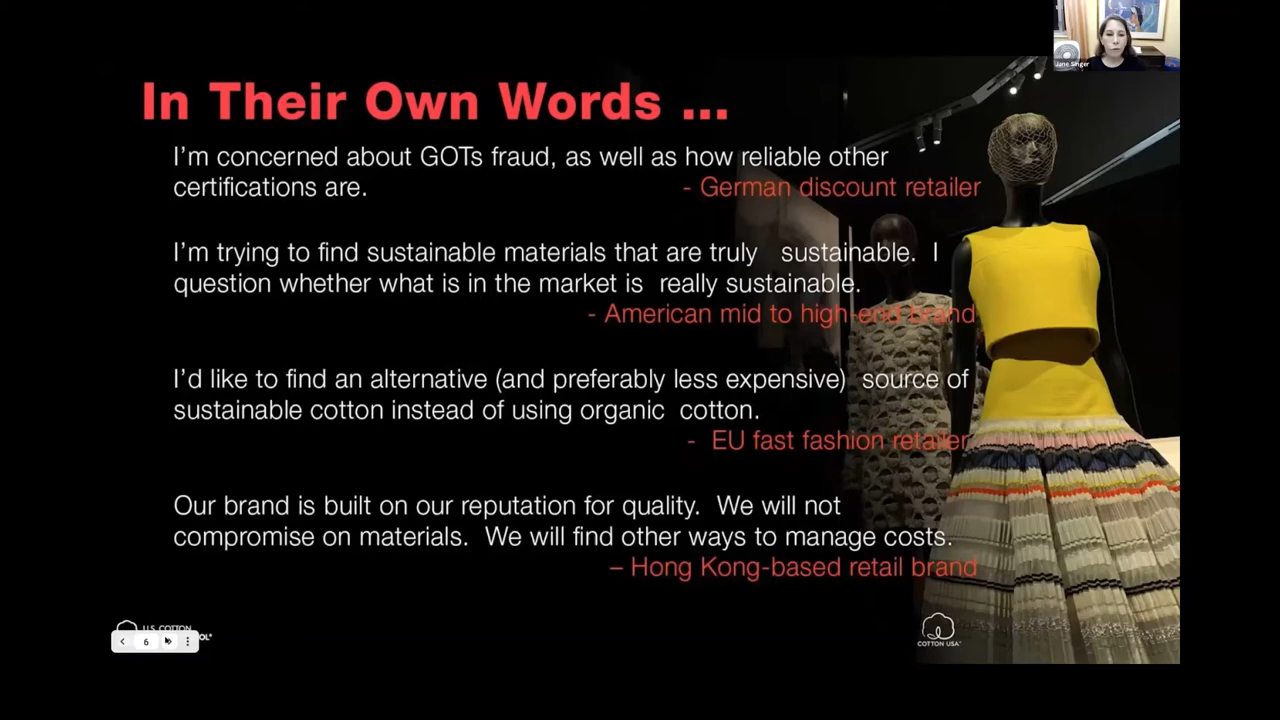 Jane Singer
In Their Own Words ...
I'm concerned about GOTs fraud, as well as how reliable other
certifications are.
- German discount retailer
I'm trying to find sustainable materials that are truly sustainable. I
question whether what is in the market is really sustainable.
- American mid to high-end brand
I'd like to find an alternative (and preferably less expensive) source of
sustainable cotton instead of using organic cotton.
- EU fast fashion retailer
Our brand is built on our reputation for quality. We will not
compromise on materials. We will find other ways to manage costs.
– Hong Kong-based retail brand
U.S. COTTON
6
COTTON USA™